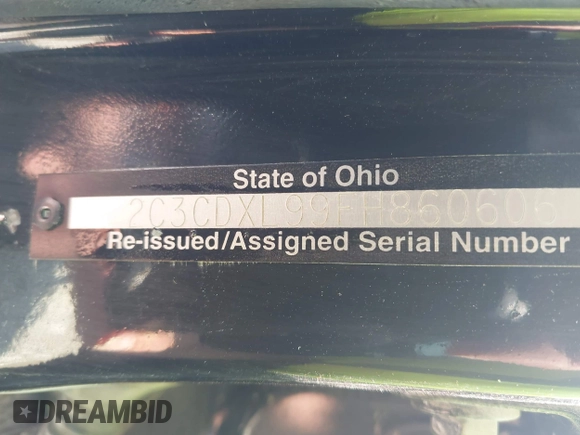 State of Ohio
2C3CDXL99FH860606
Re-issued/Assigned Serial Number
DREAMBID